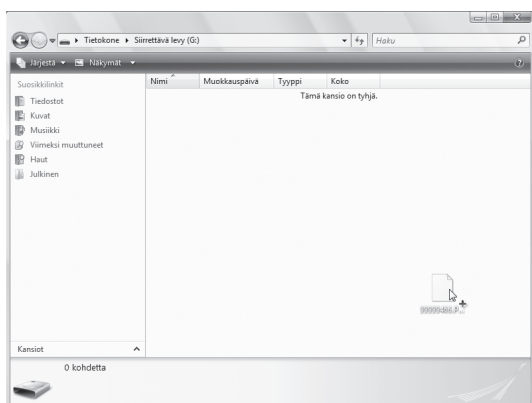 Tietokone Siirrettävä levy (G:) Haku
Järjestä Näkymät
Suosikkilinkit
Tiedostot
Kuvat
Musiikki
Viimeksi muuttuneet
Haut
Julkinen
Kansiot
Nimi Muokkauspäivä Tyyppi Koko
Tämä kansio on tyhjä.
0 kohdetta